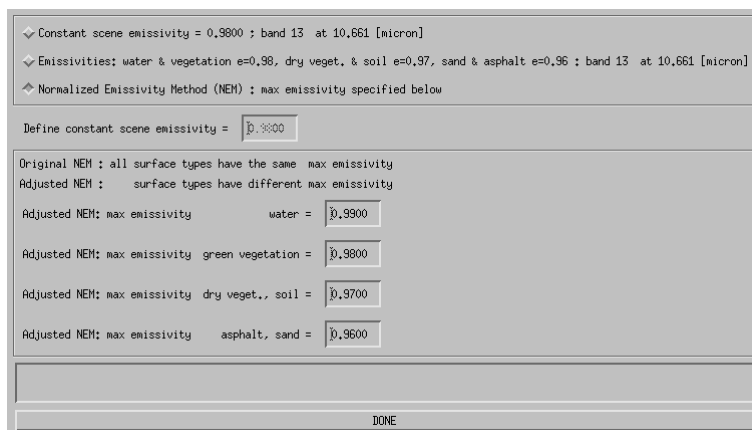 Constant scene emissivity = 0.9800 ; band 13 at 10.661 [micron]
Emissivities: water & vegetation e=0.98, dry veget. & soil e=0.97, sand & asphalt e=0.96 : band 13 at 10.661 [micron]
Normalized Emissivity Method (NEM) : max emissivity specified below
Define constant scene emissivity = 0.9800
Original NEM : all surface types have the same max emissivity
Adjusted NEM : surface types have different max emissivity
Adjusted NEM: max emissivity water = 0.9900
Adjusted NEM: max emissivity green vegetation = 0.9800
Adjusted NEM: max emissivity dry veget., soil = 0.9700
Adjusted NEM: max emissivity asphalt, sand = 0.9600
DONE